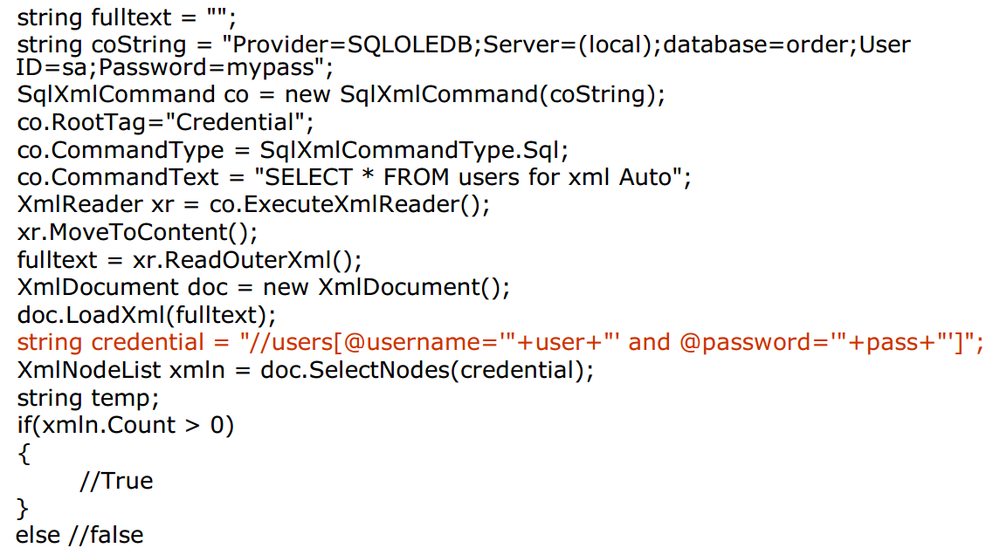 string fulltext = "";
string coString = "Provider=SQLOLEDB;Server=(local);database=order;User
ID=sa;Password=mypass";
SqlXmlCommand co = new SqlXmlCommand(coString);
co.RootTag="Credential";
co.CommandType = SqlXmlCommandType.Sql;
co.CommandText = "SELECT * FROM users for xml Auto";
XmlReader xr = co.ExecuteXmlReader();
xr.MoveToContent();
fulltext = xr.ReadOuterXml();
XmlDocument doc = new XmlDocument();
doc.LoadXml(fulltext);
string credential = "//users[@username='"+user+"' and @password='"+pass+"']";
XmlNodeList xmln = doc.SelectNodes(credential);
string temp;
if(xmln.Count > 0)
{
//True
}
else //false